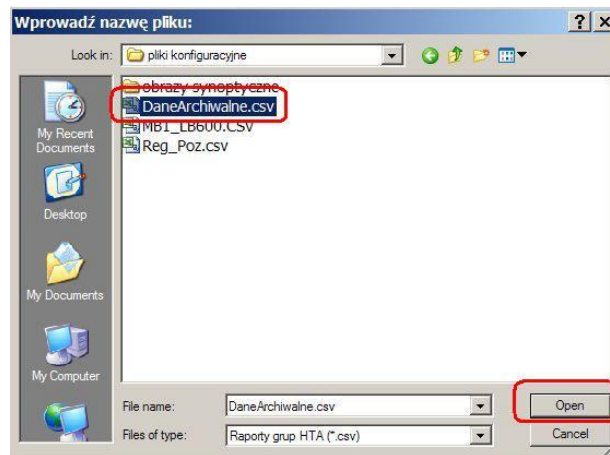 Wprowadź nazwę pliku:
Look in: pliki konfiguracyjne
obrazy synoptyczne
DaneArchiwalne.csv
MB1_LB600.CSV
Reg_Poz.csv
My Recent
Documents
Desktop
My Documents
My Computer
File name: DaneArchiwalne.csv Open
Files of type: Raporty grup HTA (*.csv) Cancel